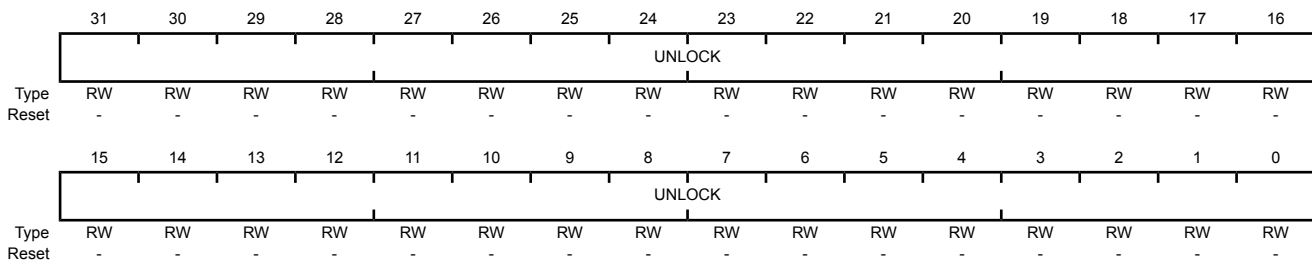 31 30 29 28 27 26 25 24 23 22 21 20 19 18 17 16
UNLOCK
Type RW RW RW RW RW RW RW RW RW RW RW RW RW RW RW RW
Reset - - - - - - - - - - - - - - - -
15 14 13 12 11 10 9 8 7 6 5 4 3 2 1 0
UNLOCK
Type RW RW RW RW RW RW RW RW RW RW RW RW RW RW RW RW
Reset - - - - - - - - - - - - - - - -